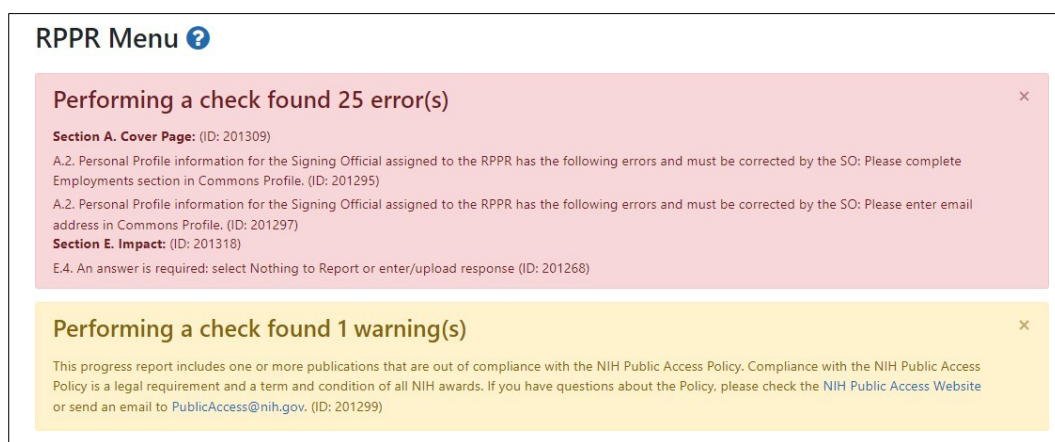 RPPR Menu ?
Performing a check found 25 error(s)
×
Section A. Cover Page: (ID: 201309)
A.2. Personal Profile information for the Signing Official assigned to the RPPR has the following errors and must be corrected by the SO: Please complete
Employments section in Commons Profile. (ID: 201295)
A.2. Personal Profile information for the Signing Official assigned to the RPPR has the following errors and must be corrected by the SO: Please enter email
address in Commons Profile. (ID: 201297)
Section E. Impact: (ID: 201318)
E.4. An answer is required: select Nothing to Report or enter/upload response (ID: 201268)
Performing a check found 1 warning(s)
×
This progress report includes one or more publications that are out of compliance with the NIH Public Access Policy. Compliance with the NIH Public Access
Policy is a legal requirement and a term and condition of all NIH awards. If you have questions about the Policy, please check the NIH Public Access Website
or send an email to PublicAccess@nih.gov. (ID: 201299)